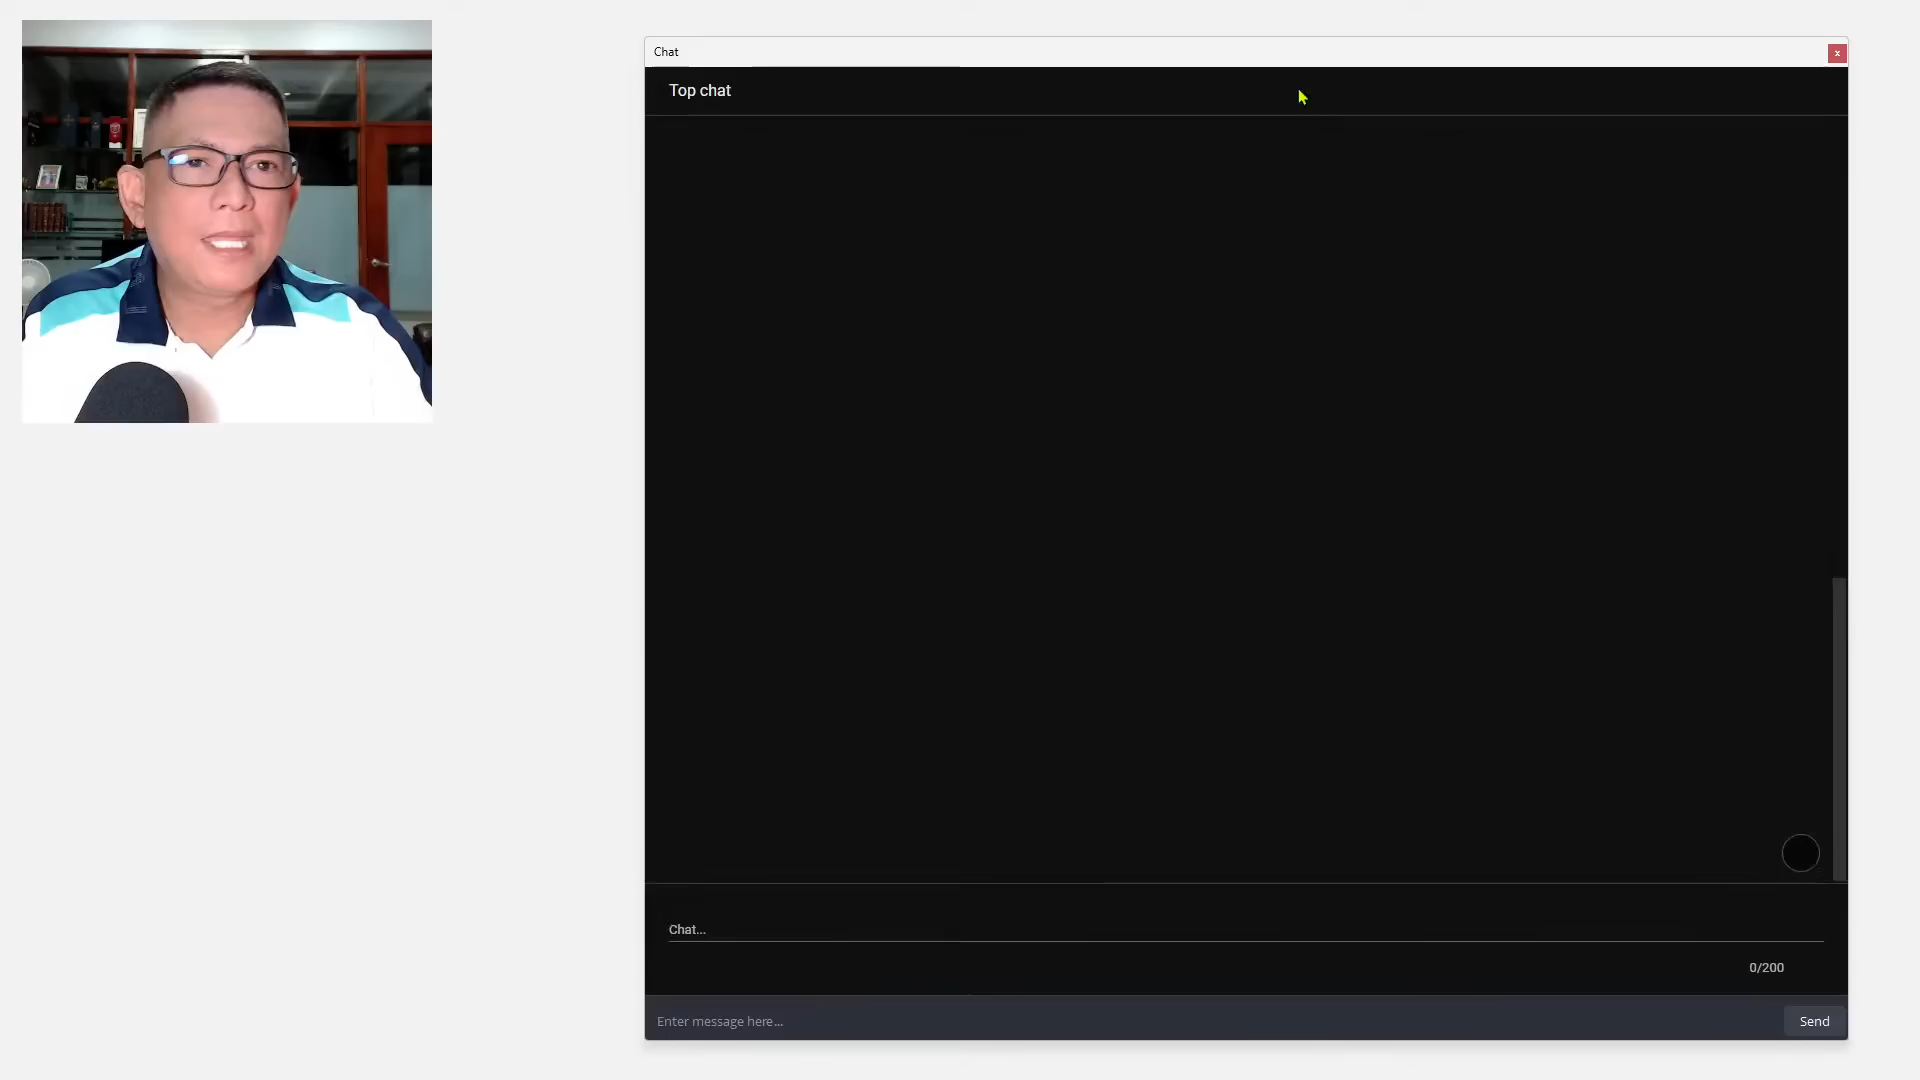 Chat
x
Top chat
Chat...
0/200
Enter message here...
Send